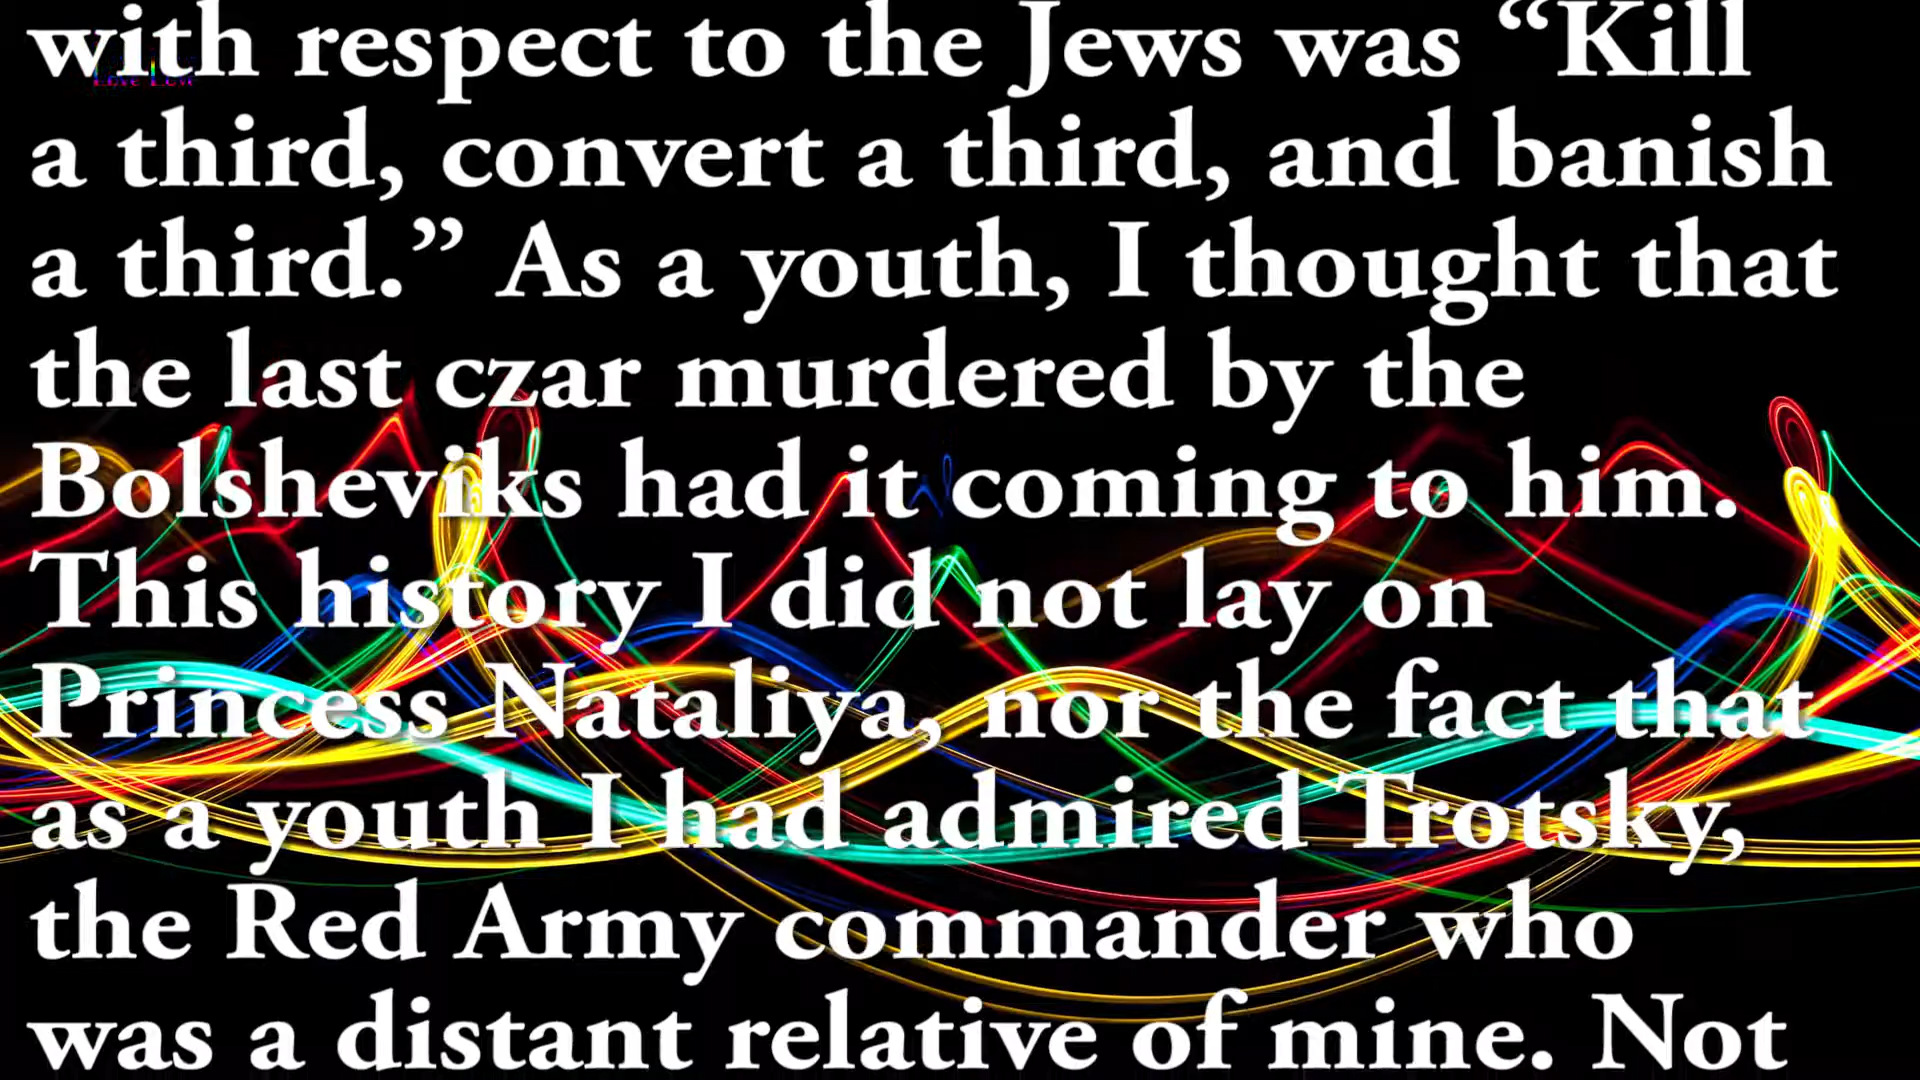 with respect to the Jews was “Kill
a third, convert a third, and banish
a third.” As a youth, I thought that
the last czar murdered by the
Bolsheviks had it coming to him.
This history I did not lay on
Princess Nataliya, nor the fact that
as a youth I had admired Trotsky,
the Red Army commander who
was a distant relative of mine. Not